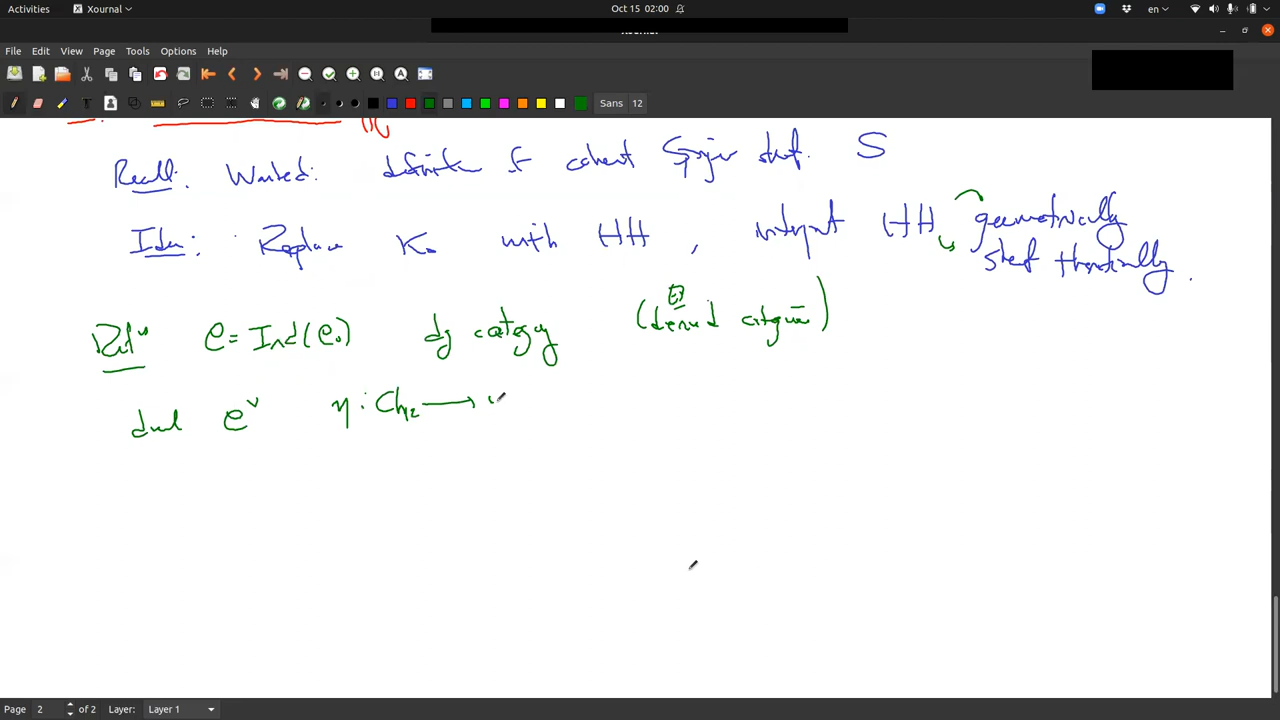 Activities Xournal Oct 15 02:00 en
File Edit View Page Tools Options Help
Sans 12
Recall: Wanted: definition of coherent Springer sheaf. S
Idea: Replace K₀ with HH, interpret HH geometrically
sheaf theoretically.
Def'n C = Ind(C₀) dg category (derived categories)
dual C^∨ η: Ch_k ⟶
Page 2 of 2 Layer: Layer 1